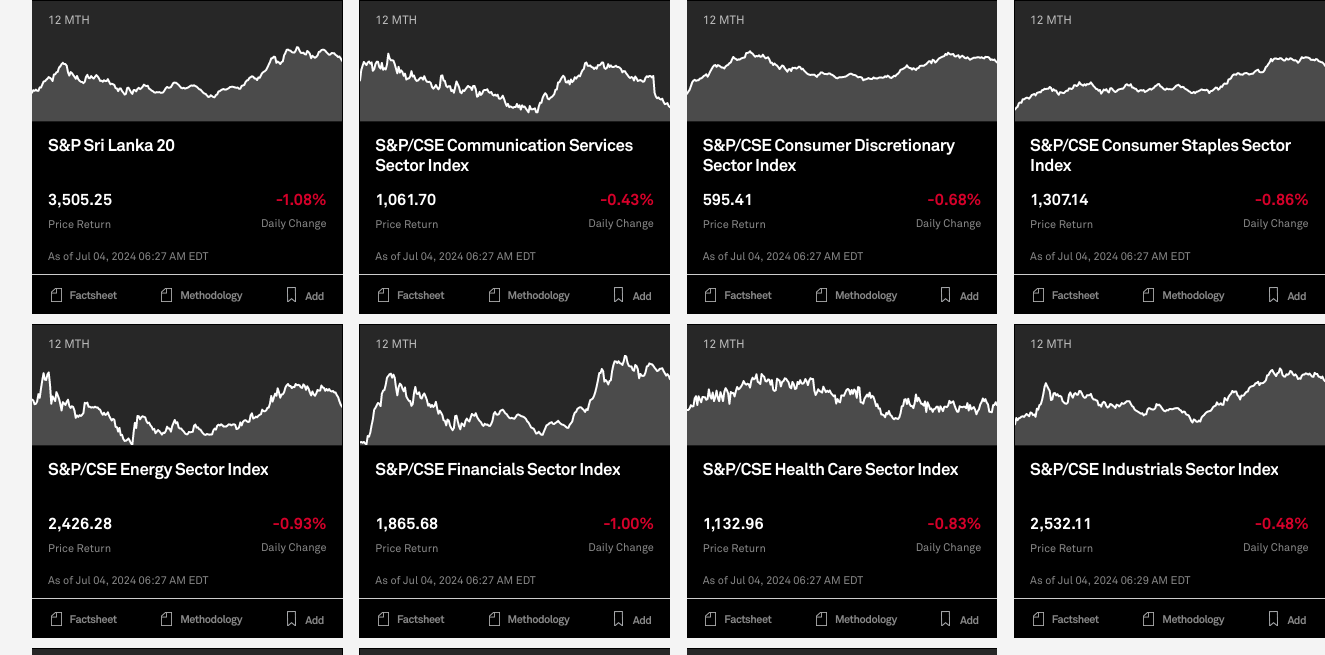 12 MTH
S&P Sri Lanka 20
3,505.25 -1.08%
Price Return Daily Change
As of Jul 04, 2024 06:27 AM EDT
Factsheet Methodology Add
12 MTH
S&P/CSE Communication Services
Sector Index
1,061.70 -0.43%
Price Return Daily Change
As of Jul 04, 2024 06:27 AM EDT
Factsheet Methodology Add
12 MTH
S&P/CSE Consumer Discretionary
Sector Index
595.41 -0.68%
Price Return Daily Change
As of Jul 04, 2024 06:27 AM EDT
Factsheet Methodology Add
12 MTH
S&P/CSE Consumer Staples Sector
Index
1,307.14 -0.86%
Price Return Daily Change
As of Jul 04, 2024 06:27 AM EDT
Factsheet Methodology Add
12 MTH
S&P/CSE Energy Sector Index
2,426.28 -0.93%
Price Return Daily Change
As of Jul 04, 2024 06:27 AM EDT
Factsheet Methodology Add
12 MTH
S&P/CSE Financials Sector Index
1,865.68 -1.00%
Price Return Daily Change
As of Jul 04, 2024 06:27 AM EDT
Factsheet Methodology Add
12 MTH
S&P/CSE Health Care Sector Index
1,132.96 -0.83%
Price Return Daily Change
As of Jul 04, 2024 06:27 AM EDT
Factsheet Methodology Add
12 MTH
S&P/CSE Industrials Sector Index
2,532.11 -0.48%
Price Return Daily Change
As of Jul 04, 2024 06:29 AM EDT
Factsheet Methodology Add